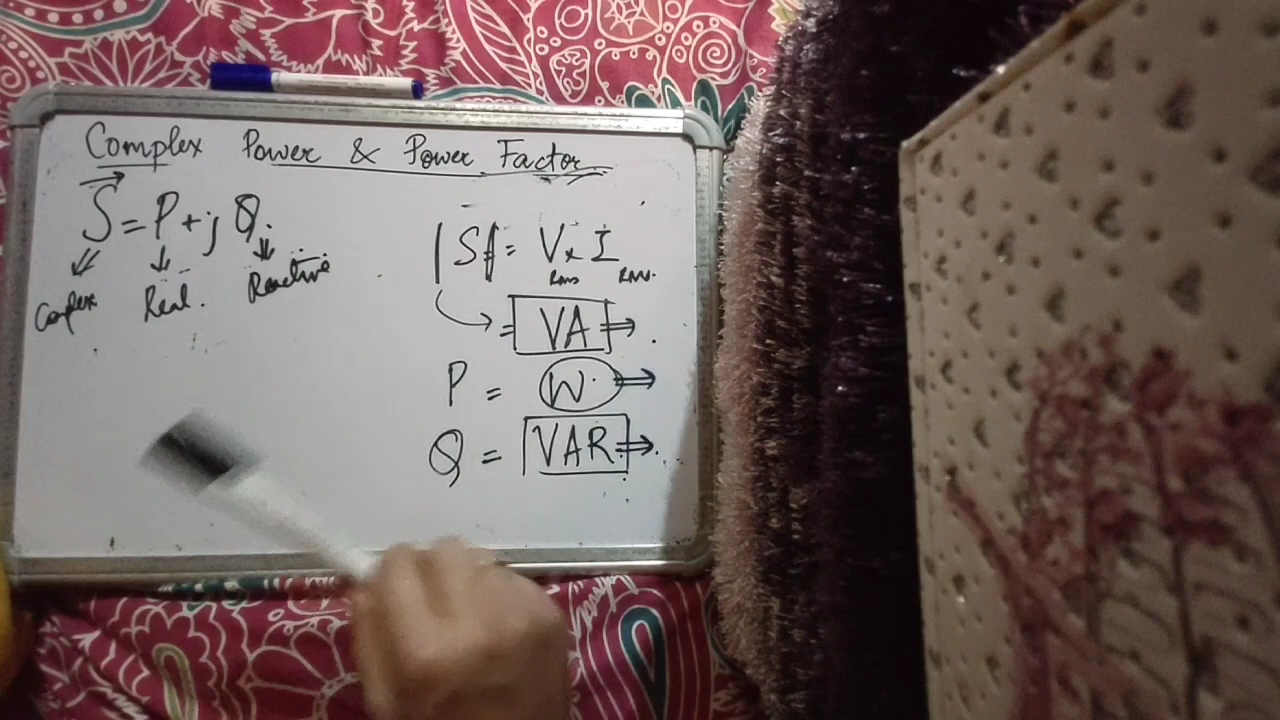 Complex Power & Power Factor
S = P + j Q.
Complex Real. Reactive
|S| = V x I
RMS RMS.
= VA
P = W.
Q = VAR